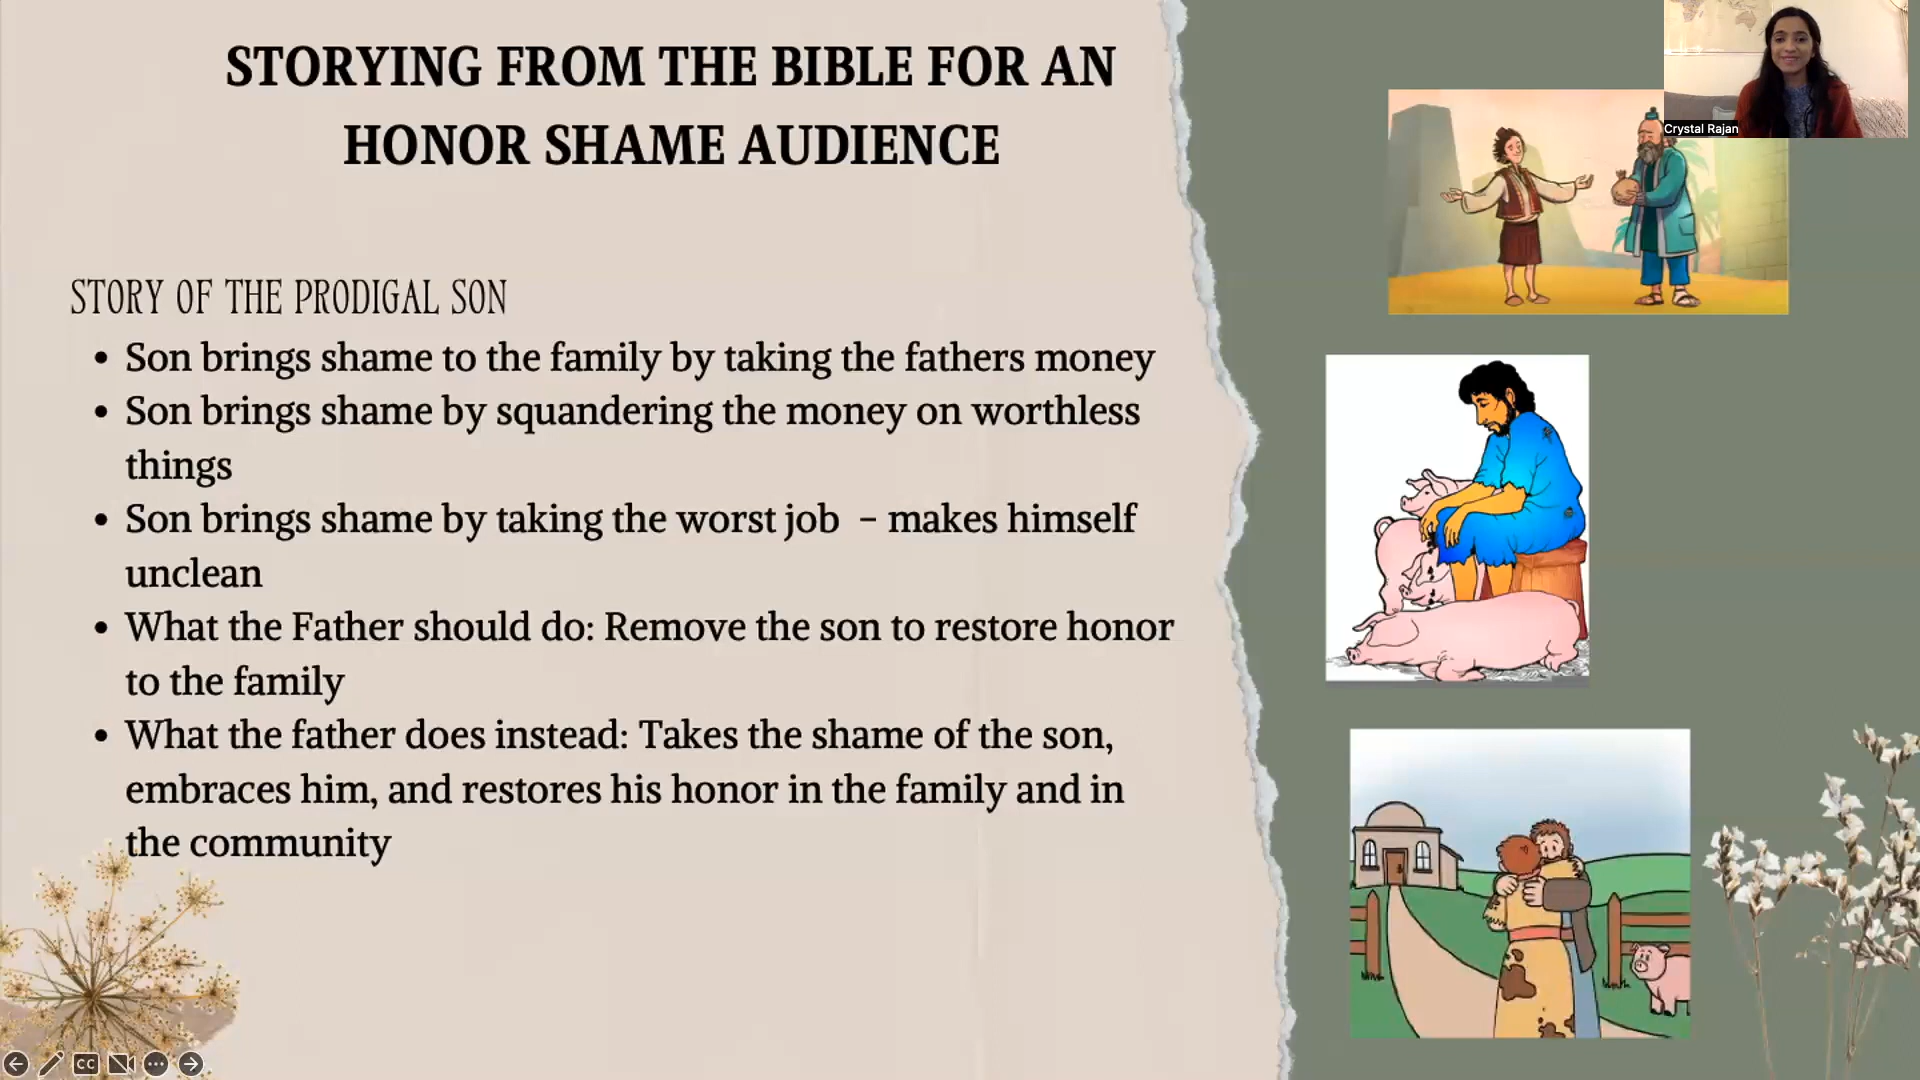 STORYING FROM THE BIBLE FOR AN
HONOR SHAME AUDIENCE
Crystal Rajan
STORY OF THE PRODIGAL SON
• Son brings shame to the family by taking the fathers money
• Son brings shame by squandering the money on worthless
things
• Son brings shame by taking the worst job – makes himself
unclean
• What the Father should do: Remove the son to restore honor
to the family
• What the father does instead: Takes the shame of the son,
embraces him, and restores his honor in the family and in
the community
CC